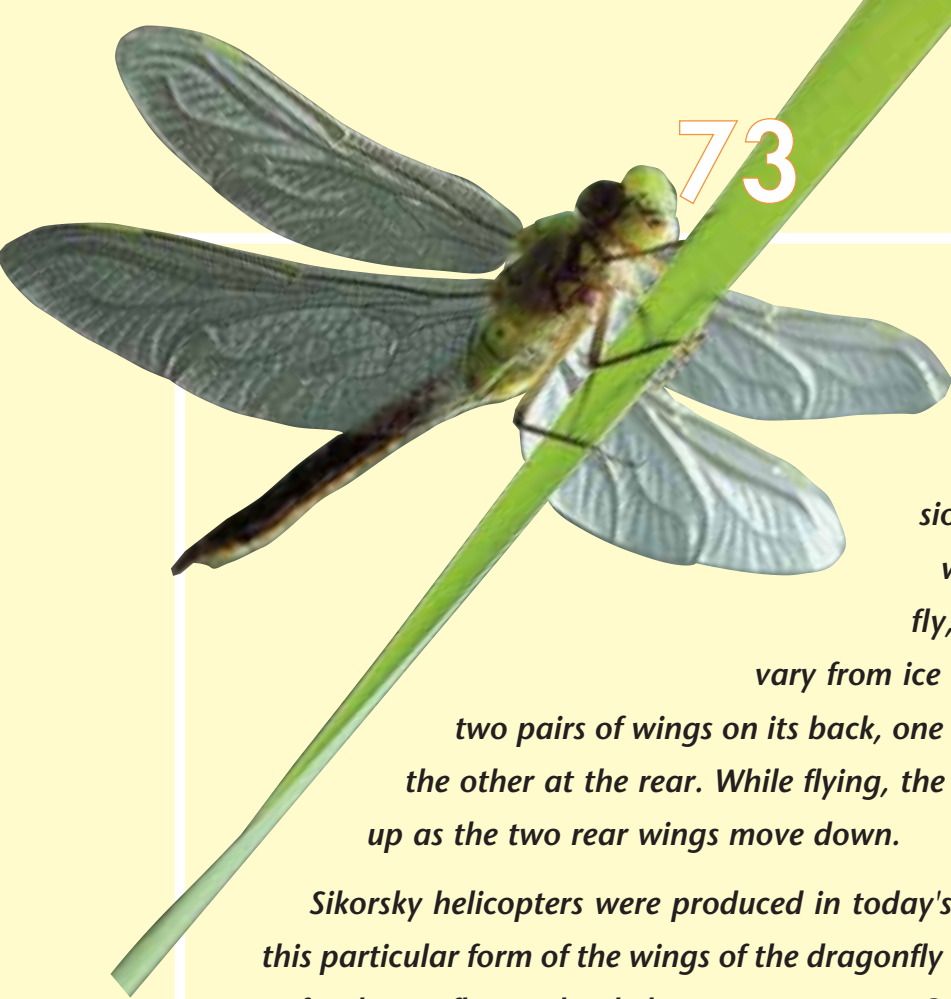 73
fly,
vary from ice
two pairs of wings on its back, one
the other at the rear. While flying, the
up as the two rear wings move down.
Sikorsky helicopters were produced in today's
this particular form of the wings of the dragonfly